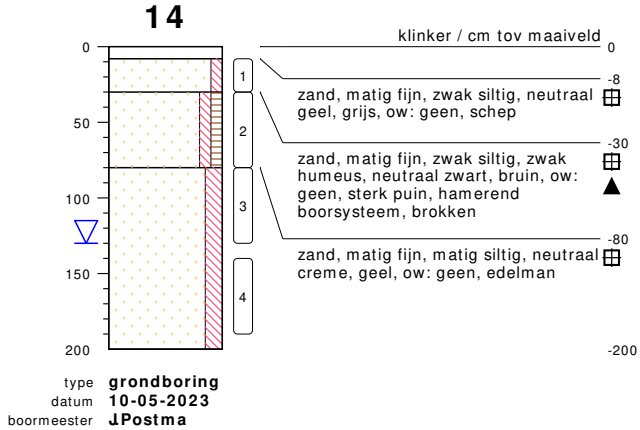 14
klinker / cm tov maaiveld
0
0
-8
1
zand, matig fijn, zwak siltig, neutraal
geel, grijs, ow: geen, schep
-30
50
2
zand, matig fijn, zwak siltig, zwak
humeus, neutraal zwart, bruin, ow:
geen, sterk puin, hamerend
boorsysteem, brokken
100
3
-80
zand, matig fijn, matig siltig, neutraal
creme, geel, ow: geen, edelman
150
4
200
-200
type grondboring
datum 10-05-2023
boormeester J.Postma